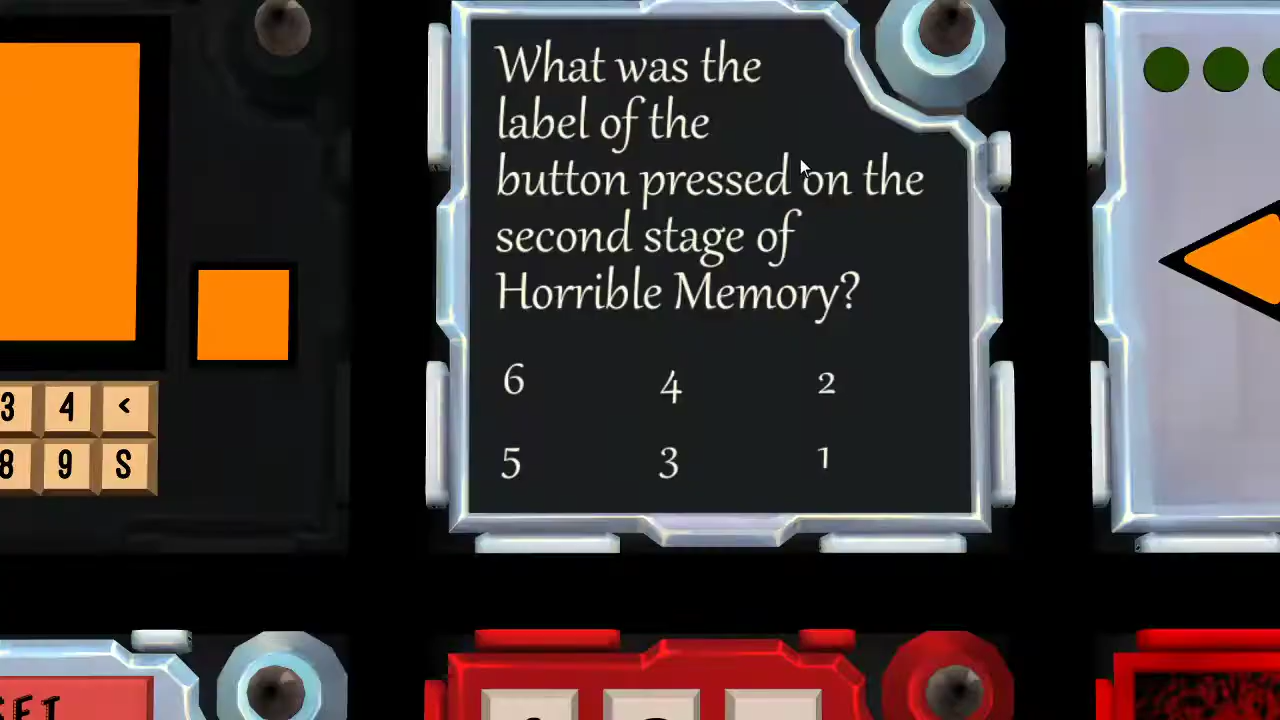 What was the
label of the
button pressed on the
second stage of
Horrible Memory?
6 4 2
5 3 1
3 4 <
8 9 S